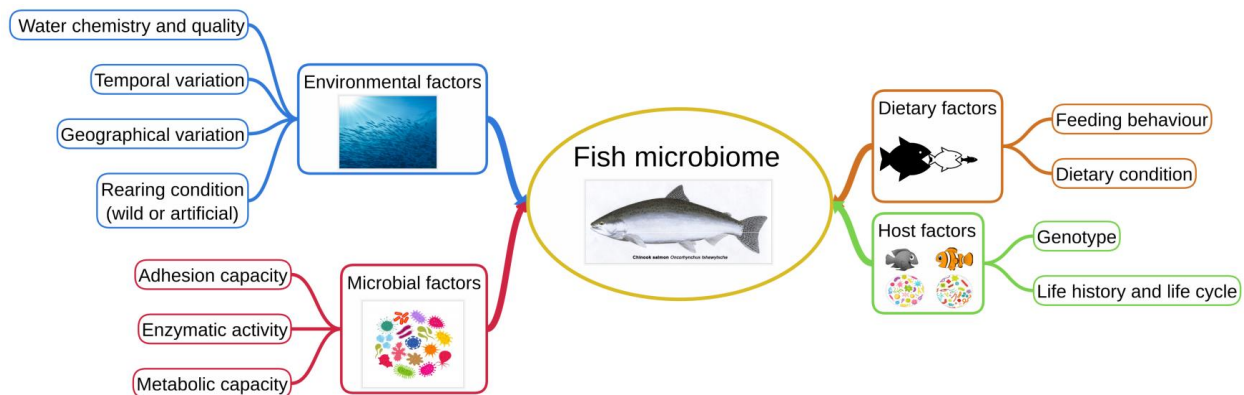 Water chemistry and quality
Temporal variation
Geographical variation
Rearing condition
(wild or artificial)
Environmental factors
Adhesion capacity
Enzymatic activity
Metabolic capacity
Microbial factors
Fish microbiome
Chinook salmon Oncorhynchus tshawytscha
Dietary factors
Feeding behaviour
Dietary condition
Host factors
Genotype
Life history and life cycle